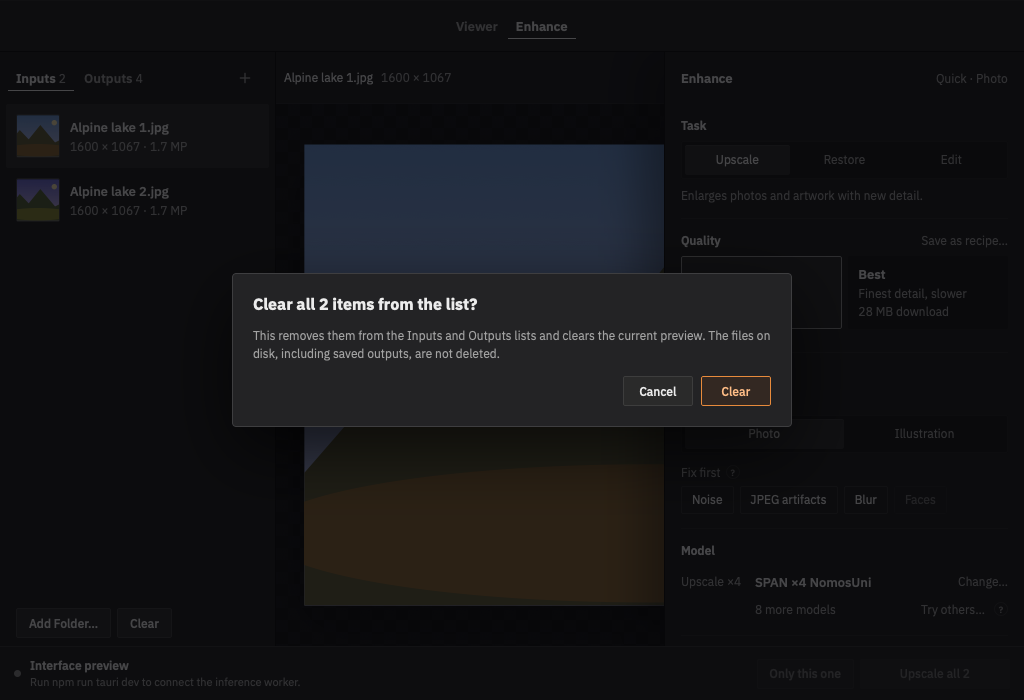 Viewer Enhance
Inputs 2 Outputs 4 +
Alpine lake 1.jpg 1600 × 1067
Enhance Quick · Photo
Alpine lake 1.jpg
1600 × 1067 · 1.7 MP
Alpine lake 2.jpg
1600 × 1067 · 1.7 MP
Task
Upscale Restore Edit
Enlarges photos and artwork with new detail.
Quality Save as recipe...
Best
Finest detail, slower
28 MB download
Clear all 2 items from the list?
This removes them from the Inputs and Outputs lists and clears the current preview. The files on
disk, including saved outputs, are not deleted.
Cancel Clear
Photo Illustration
Fix first ?
Noise JPEG artifacts Blur Faces
Model
Upscale ×4 SPAN ×4 NomosUni Change...
8 more models Try others... ?
Add Folder... Clear
Interface preview
Run npm run tauri dev to connect the inference worker.
Only this one Upscale all 2